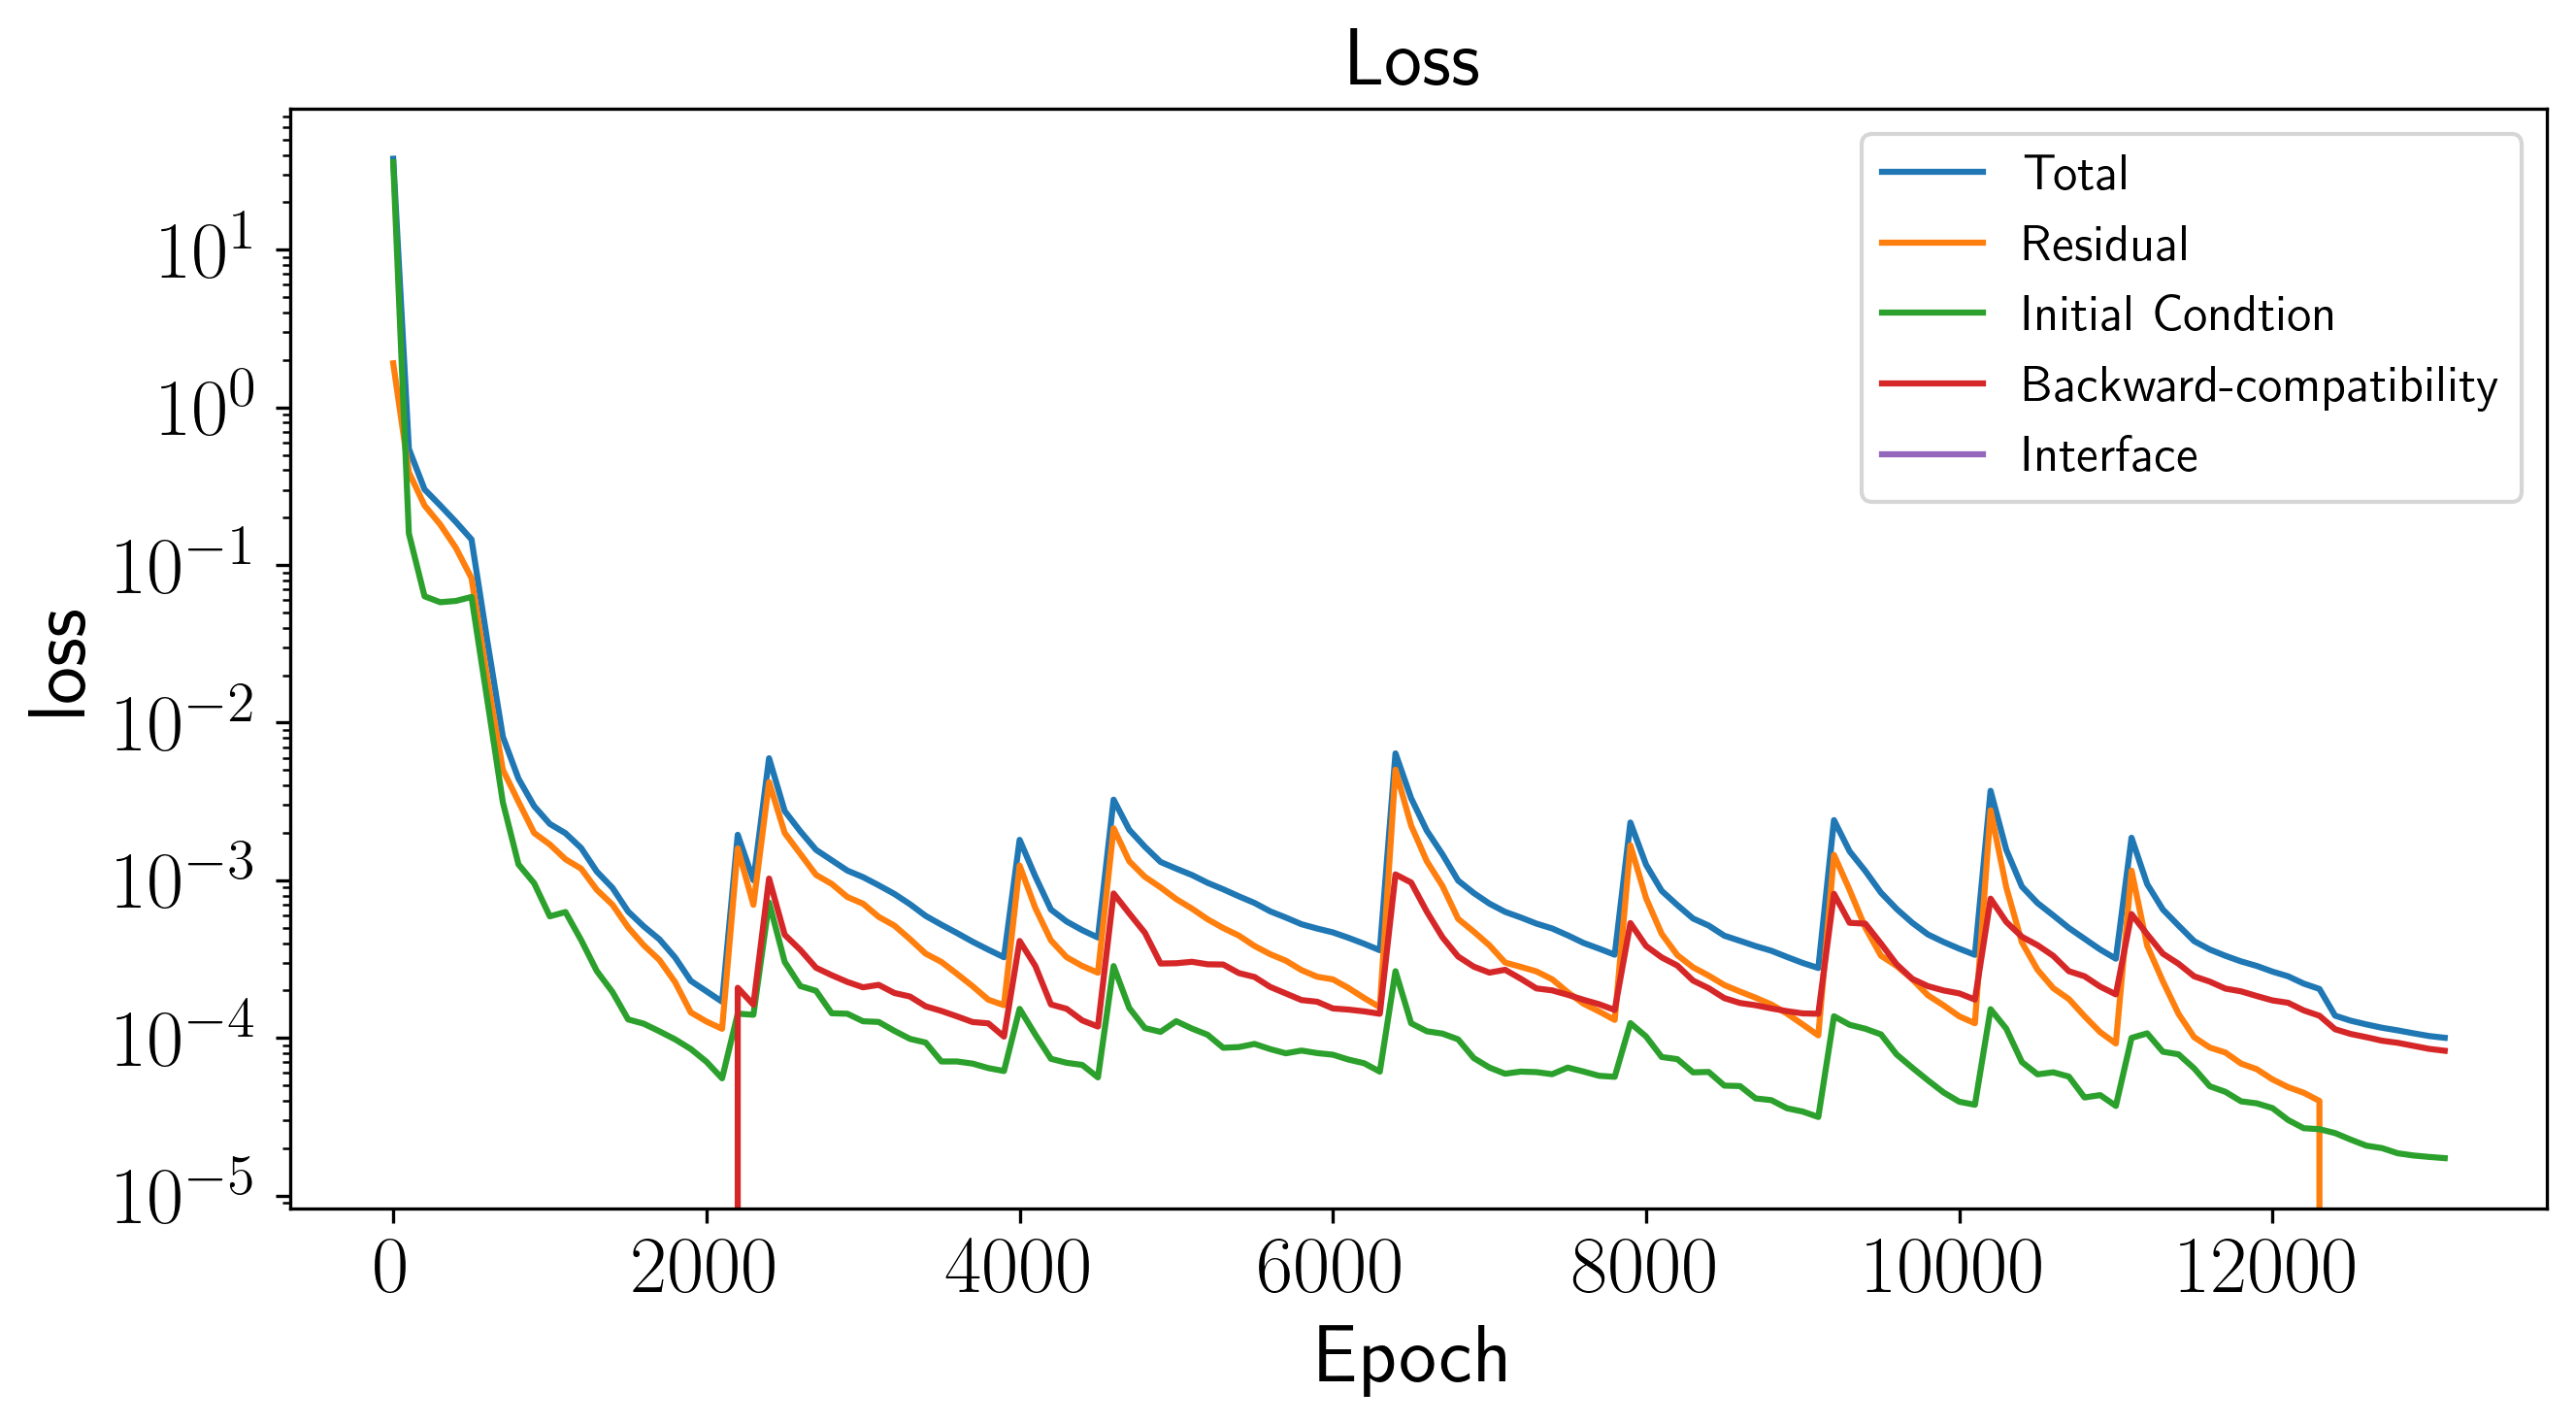 Loss
Total
Residual
Initial Condtion
Backward-compatibility
Interface
loss
10^1
10^0
10^−1
10^−2
10^−3
10^−4
10^−5
0 2000 4000 6000 8000 10000 12000
Epoch